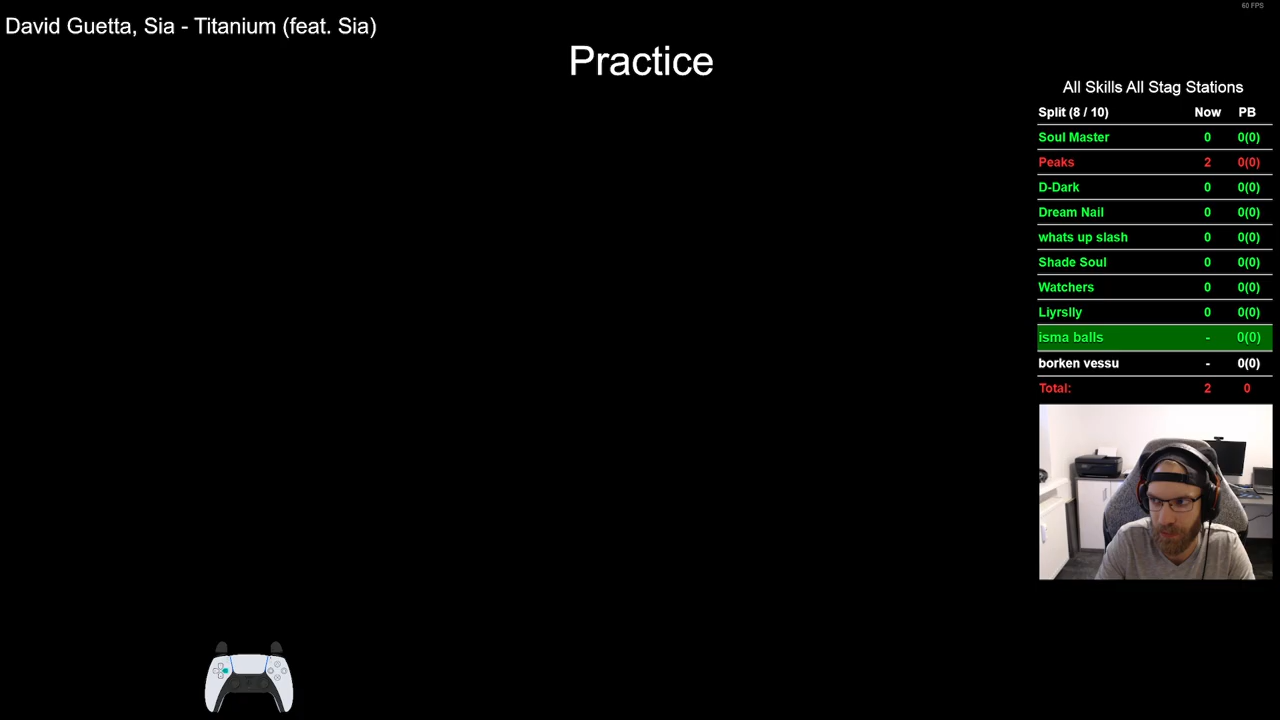 60 FPS
David Guetta, Sia - Titanium (feat. Sia)
Practice
All Skills All Stag Stations
Split (8 / 10) Now PB
Soul Master 0 0(0)
Peaks 2 0(0)
D-Dark 0 0(0)
Dream Nail 0 0(0)
whats up slash 0 0(0)
Shade Soul 0 0(0)
Watchers 0 0(0)
Liyrslly 0 0(0)
isma balls - 0(0)
borken vessu - 0(0)
Total: 2 0